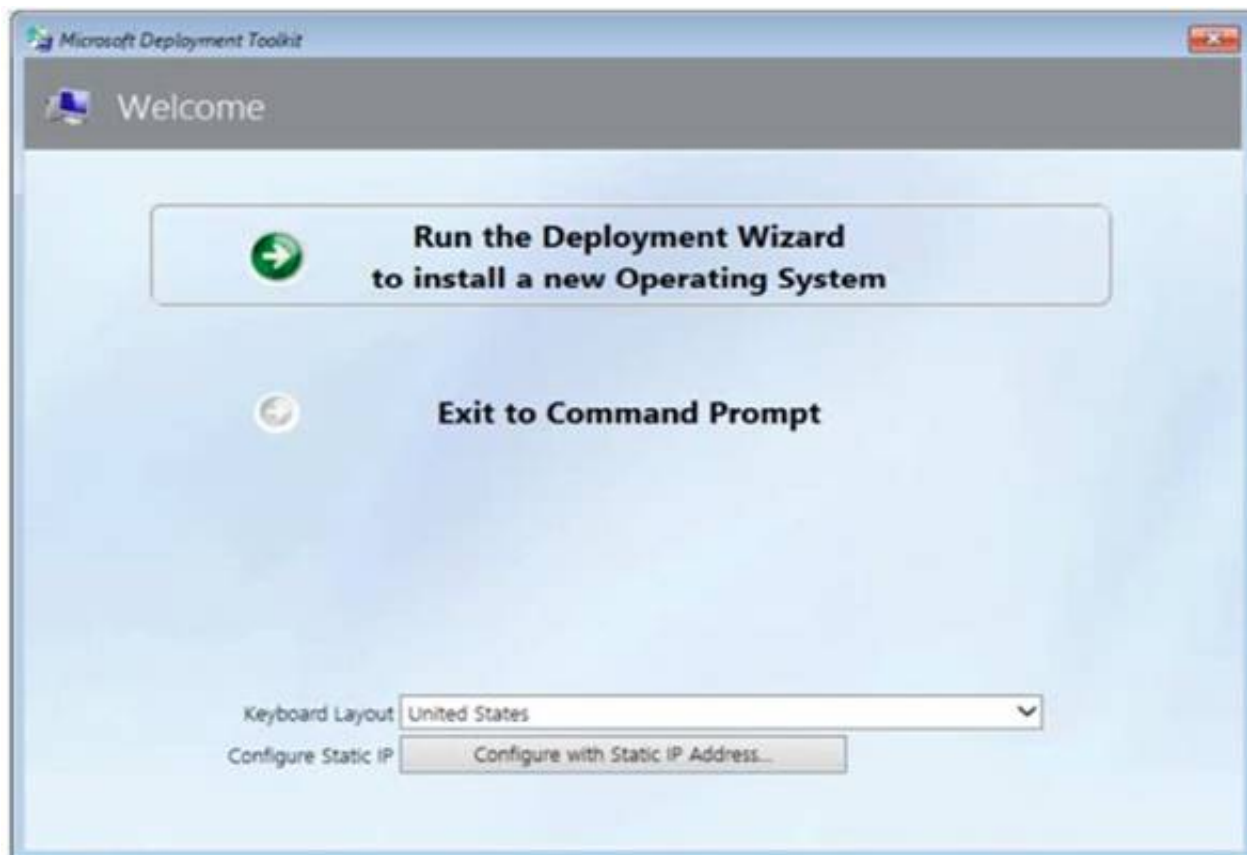 Microsoft Deployment Toolkit
Welcome
Run the Deployment Wizard
to install a new Operating System
Exit to Command Prompt
Keyboard Layout United States
Configure Static IP Configure with Static IP Address...